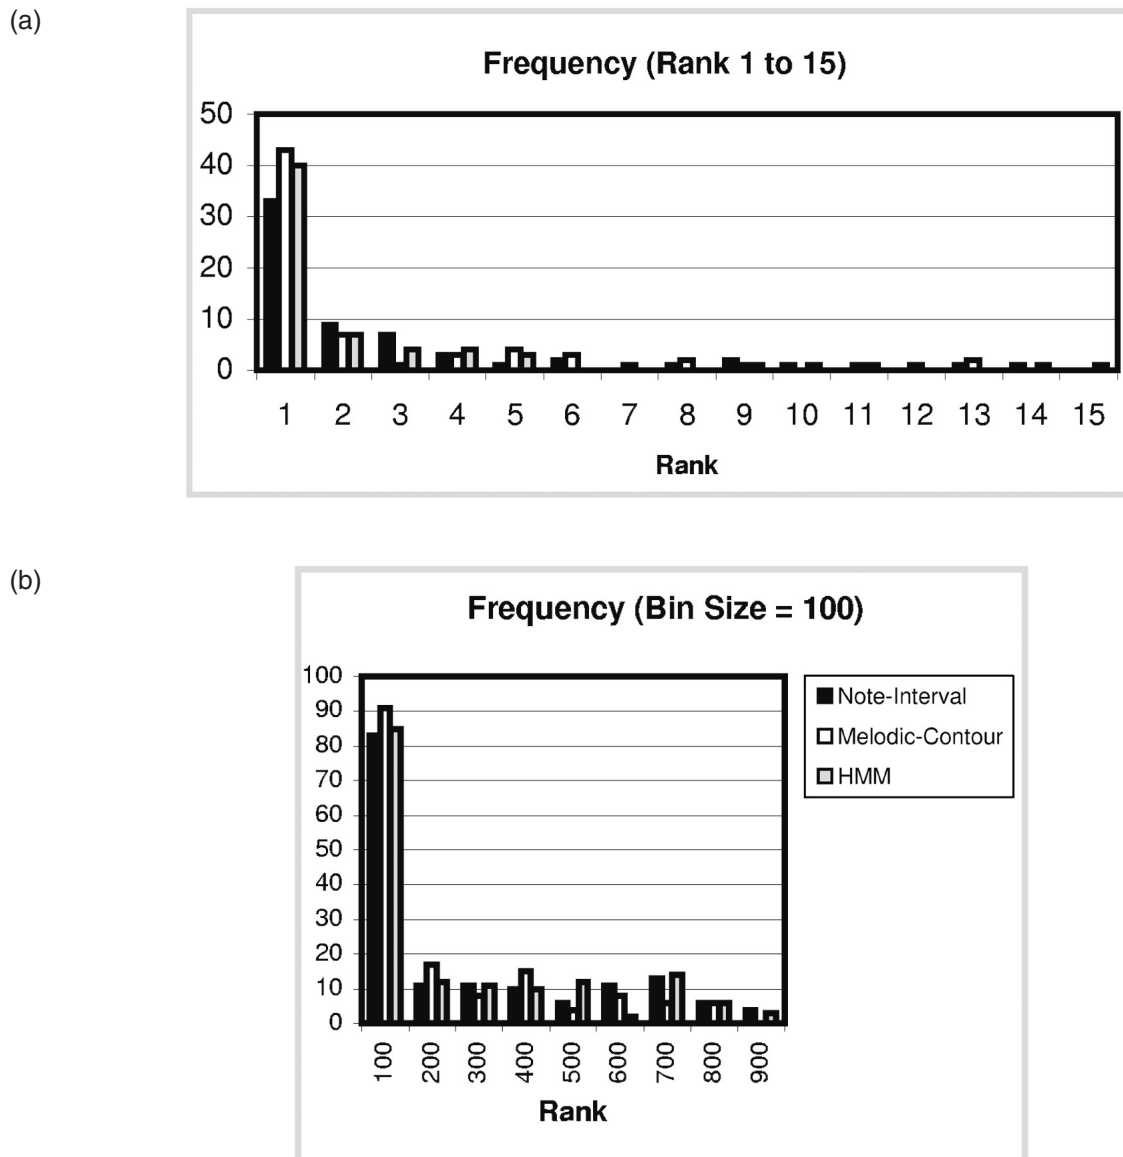 (a)
Frequency (Rank 1 to 15)
50
40
30
20
10
0
1 2 3 4 5 6 7 8 9 10 11 12 13 14 15
Rank
(b)
Frequency (Bin Size = 100)
100
90
80
70
60
50
40
30
20
10
0
100 200 300 400 500 600 700 800 900
Rank
Note-Interval
Melodic-Contour
HMM